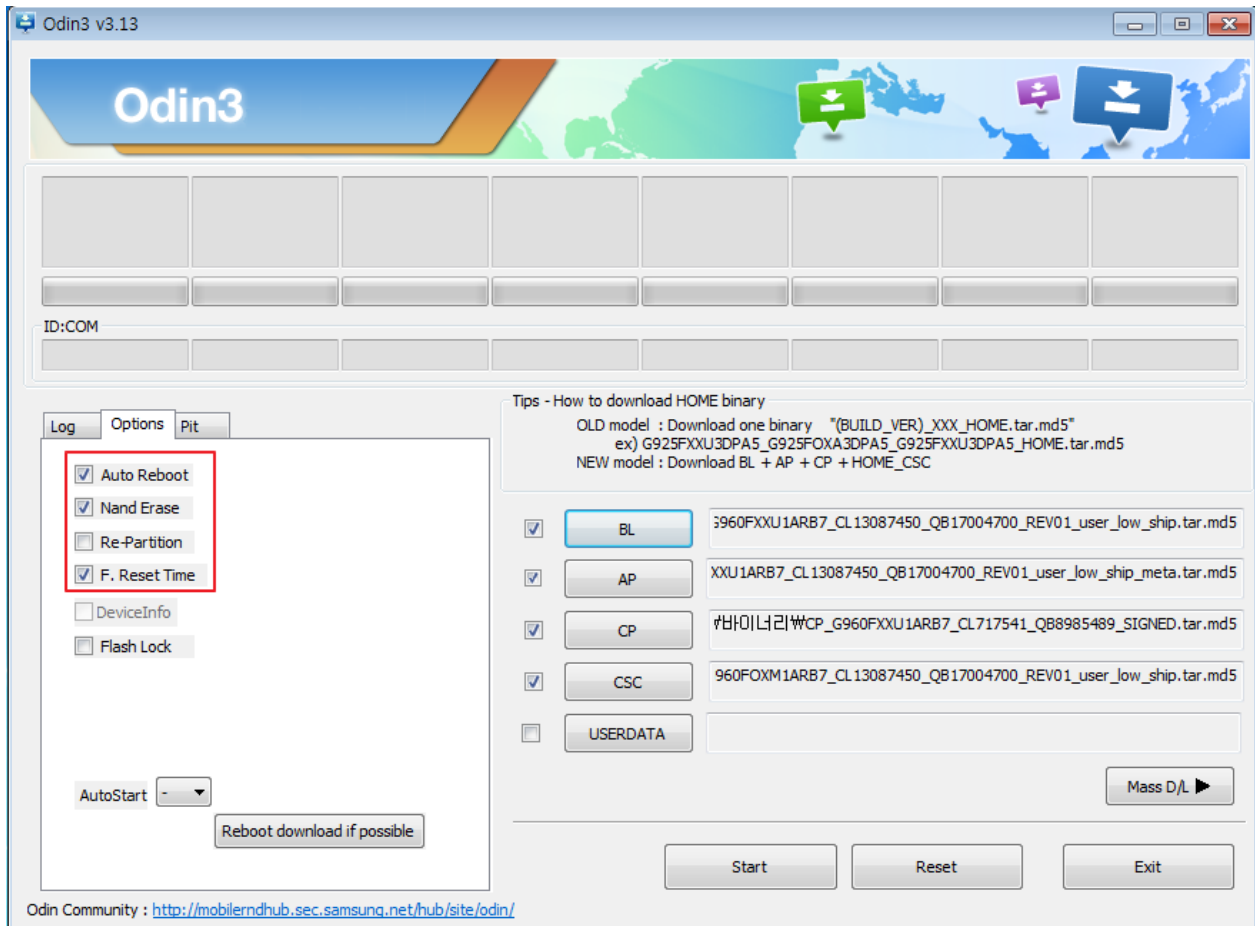 Odin3 v3.13
Odin3
ID:COM
Log Options Pit
Auto Reboot
Nand Erase
Re-Partition
F. Reset Time
DeviceInfo
Flash Lock
AutoStart -
Reboot download if possible
Tips - How to download HOME binary
OLD model : Download one binary "(BUILD_VER)_XXX_HOME.tar.md5"
ex) G925FXXU3DPA5_G925FOXA3DPA5_G925FXXU3DPA5_HOME.tar.md5
NEW model : Download BL + AP + CP + HOME_CSC
BL G960FXXU1ARB7_CL13087450_QB17004700_REV01_user_low_ship.tar.md5
AP XXU1ARB7_CL13087450_QB17004700_REV01_user_low_ship_meta.tar.md5
CP 바이너리₩CP_G960FXXU1ARB7_CL717541_QB8985489_SIGNED.tar.md5
CSC 960FOXM1ARB7_CL13087450_QB17004700_REV01_user_low_ship.tar.md5
USERDATA
Mass D/L
Start Reset Exit
Odin Community : http://mobilerndhub.sec.samsung.net/hub/site/odin/